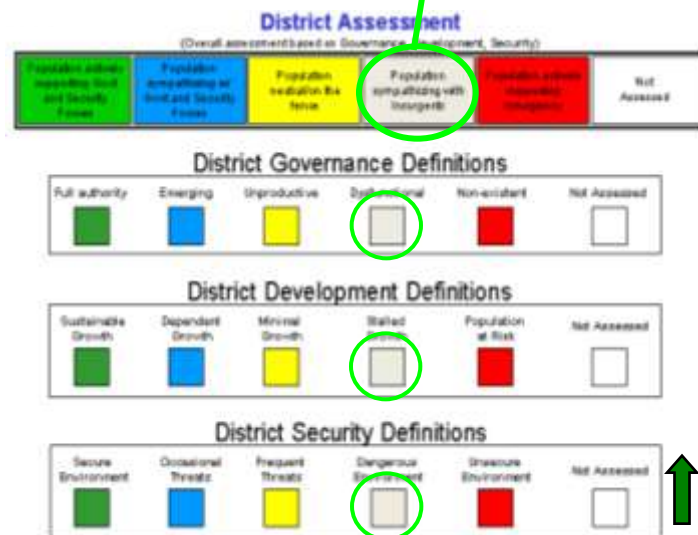 District Assessment
(Overall assessment based on Governance, Development, Security)
Population actively supporting Govt and Security Forces
Population sympathizing w/ Govt and Security Forces
Population neutral/on the fence
Population sympathizing with Insurgents
Population actively supporting Insurgency
Not Assessed
District Governance Definitions
Full authority Emerging Unproductive Dysfunctional Non-existent Not Assessed
District Development Definitions
Sustainable Growth
Dependent Growth
Minimal Growth
Stalled Growth
Population at Risk
Not Assessed
District Security Definitions
Secure Environment
Occasional Threats
Frequent Threats
Dangerous Environment
Unsecure Environment
Not Assessed